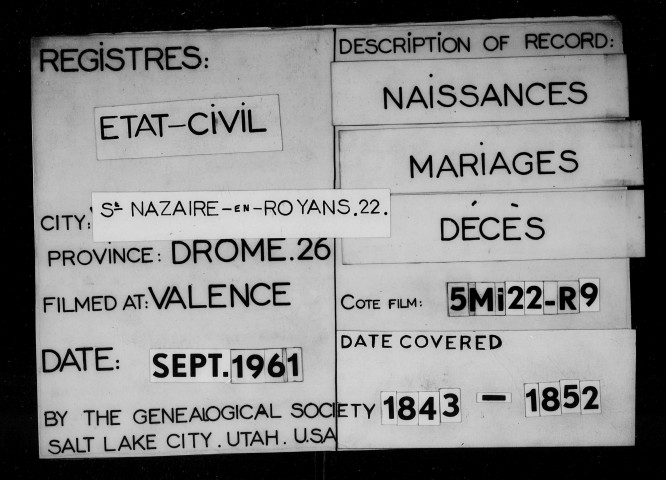 REGISTRES:
ETAT-CIVIL
CITY: St NAZAIRE-EN-ROYANS.22.
PROVINCE: DROME.26
FILMED AT: VALENCE
DATE: SEPT.1961
BY THE GENEALOGICAL SOCIETY
SALT LAKE CITY. UTAH. U.S.A
DESCRIPTION OF RECORD:
NAISSANCES
MARIAGES
DÉCÈS
COTE FILM: 5Mi22-R9
DATE COVERED
1843 - 1852